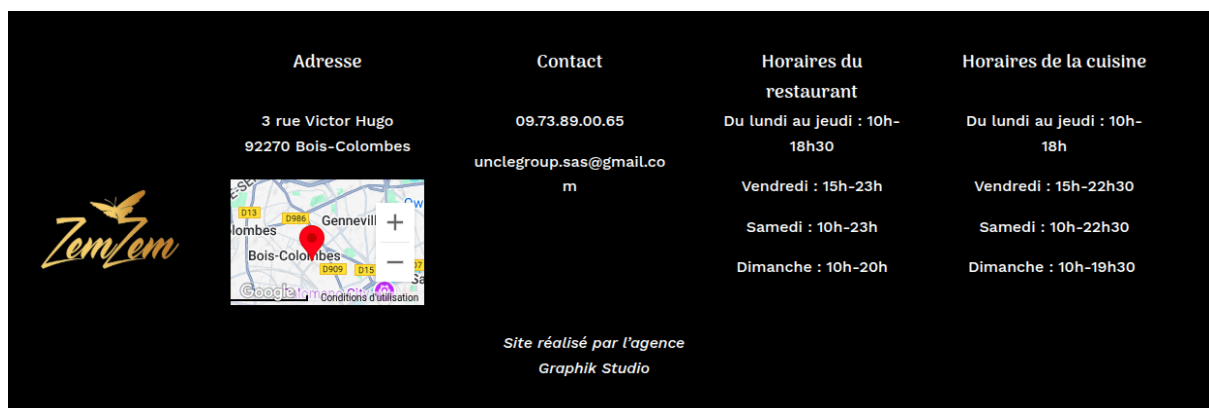 ZemZem
Adresse
3 rue Victor Hugo
92270 Bois-Colombes
D13
D986
Gennevill
lombes
Bois-Colombes
D909
D15
Google
Conditions d'utilisation
Contact
09.73.89.00.65
unclegroup.sas@gmail.co
m
Horaires du
restaurant
Du lundi au jeudi : 10h-
18h30
Vendredi : 15h-23h
Samedi : 10h-23h
Dimanche : 10h-20h
Horaires de la cuisine
Du lundi au jeudi : 10h-
18h
Vendredi : 15h-22h30
Samedi : 10h-22h30
Dimanche : 10h-19h30
Site réalisé par l'agence
Graphik Studio